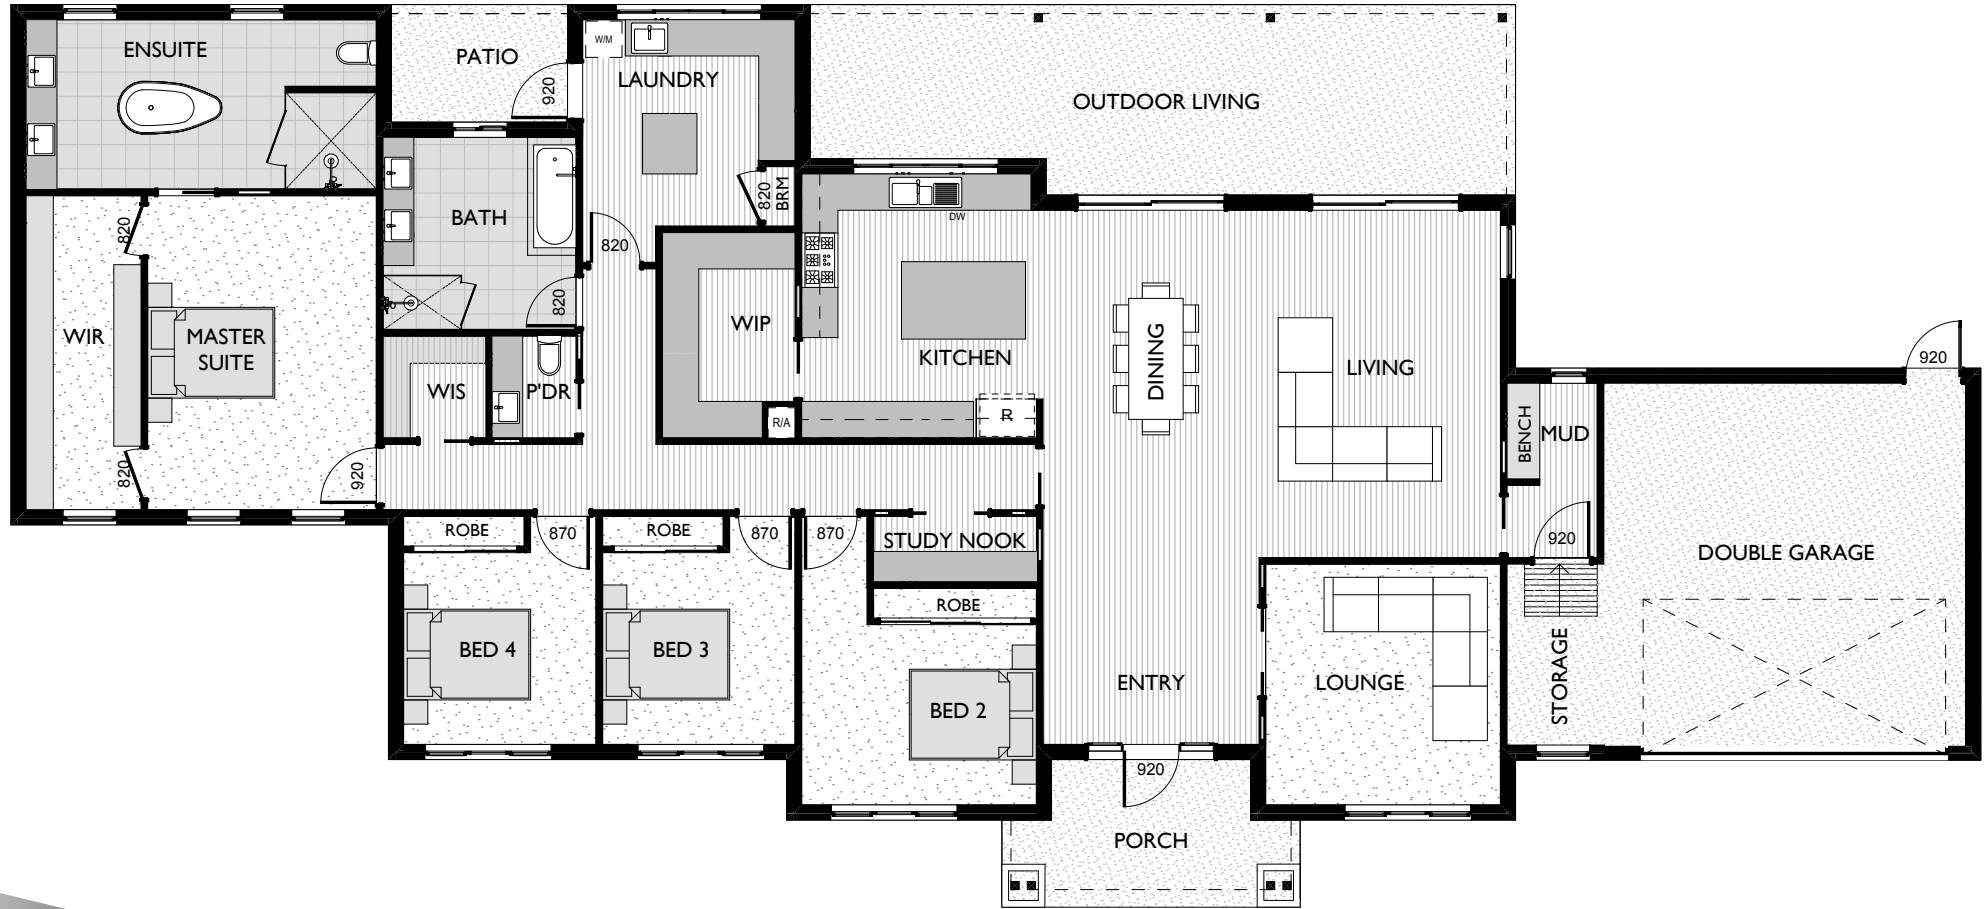 ENSUITE
PATIO
920
W/M
LAUNDRY
OUTDOOR LIVING
820
BRM
BATH
820
DW
820
820
WIR
MASTER
SUITE
WIS
P'DR
WIP
KITCHEN
DINING
LIVING
920
R/A
R
BENCH
MUD
820
920
ROBE
870
ROBE
870
870
STUDY NOOK
920
DOUBLE GARAGE
ROBE
BED 4
BED 3
BED 2
ENTRY
LOUNGE
STORAGE
920
PORCH